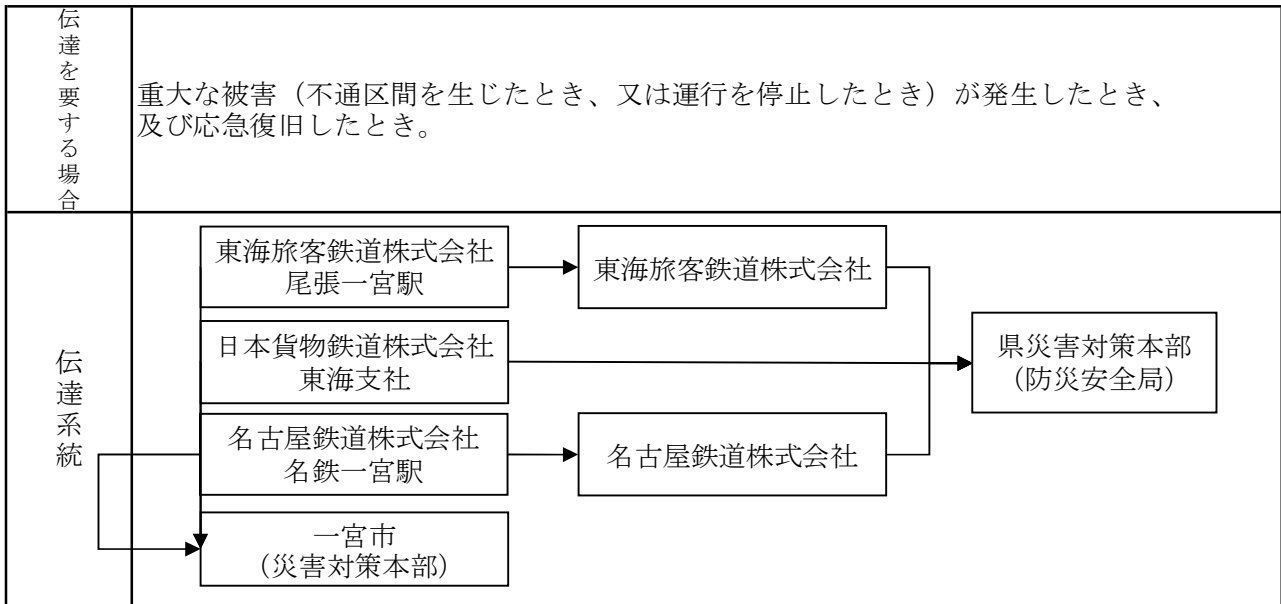 伝達を要する場合
重大な被害（不通区間を生じたとき、又は運行を停止したとき）が発生したとき、
及び応急復旧したとき。
伝達系統
東海旅客鉄道株式会社
尾張一宮駅
東海旅客鉄道株式会社
日本貨物鉄道株式会社
東海支社
県災害対策本部
（防災安全局）
名古屋鉄道株式会社
名鉄一宮駅
名古屋鉄道株式会社
一宮市
（災害対策本部）